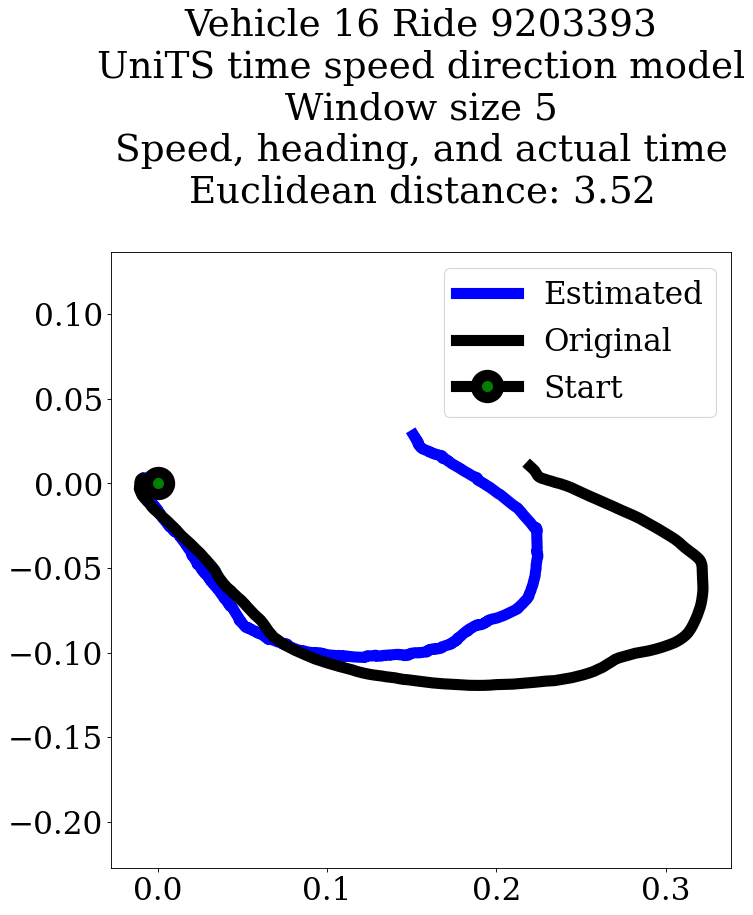 Vehicle 16 Ride 9203393
UniTS time speed direction model
Window size 5
Speed, heading, and actual time
Euclidean distance: 3.52
Estimated
Original
Start
0.10
0.05
0.00
−0.05
−0.10
−0.15
−0.20
0.0 0.1 0.2 0.3